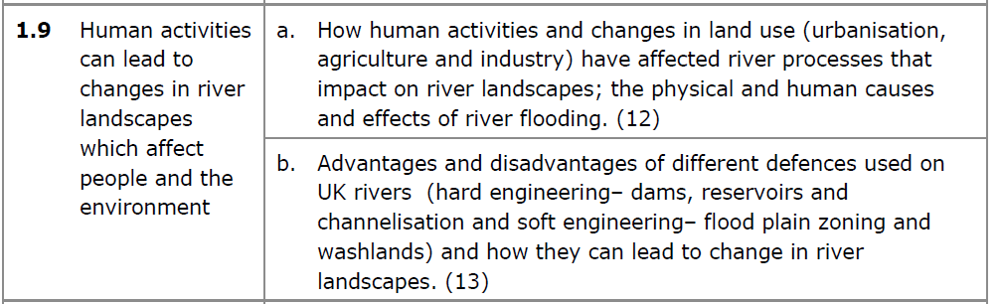 1.9 Human activities
can lead to
changes in river
landscapes
which affect
people and the
environment
a. How human activities and changes in land use (urbanisation,
agriculture and industry) have affected river processes that
impact on river landscapes; the physical and human causes
and effects of river flooding. (12)
b. Advantages and disadvantages of different defences used on
UK rivers (hard engineering– dams, reservoirs and
channelisation and soft engineering– flood plain zoning and
washlands) and how they can lead to change in river
landscapes. (13)